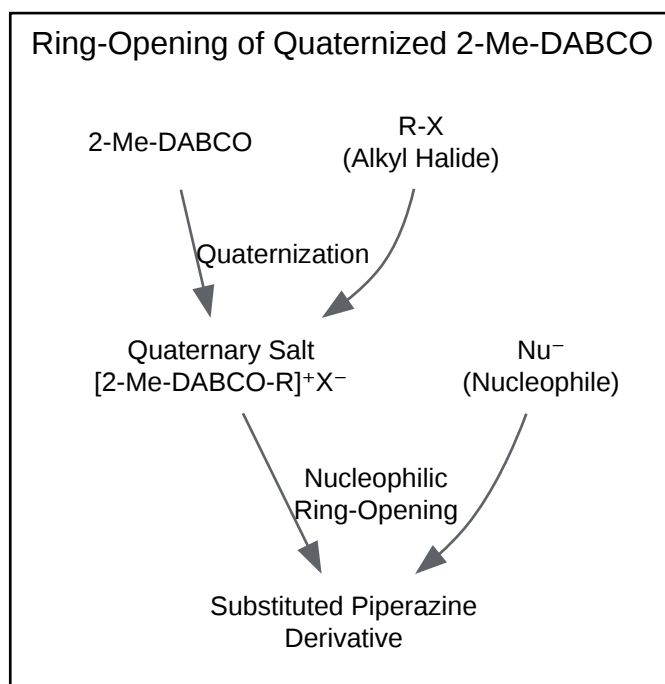 Ring-Opening of Quaternized 2-Me-DABCO
2-Me-DABCO
R-X
(Alkyl Halide)
Quaternization
Quaternary Salt
[2-Me-DABCO-R]⁺X⁻
Nu⁻
(Nucleophile)
Nucleophilic
Ring-Opening
Substituted Piperazine
Derivative